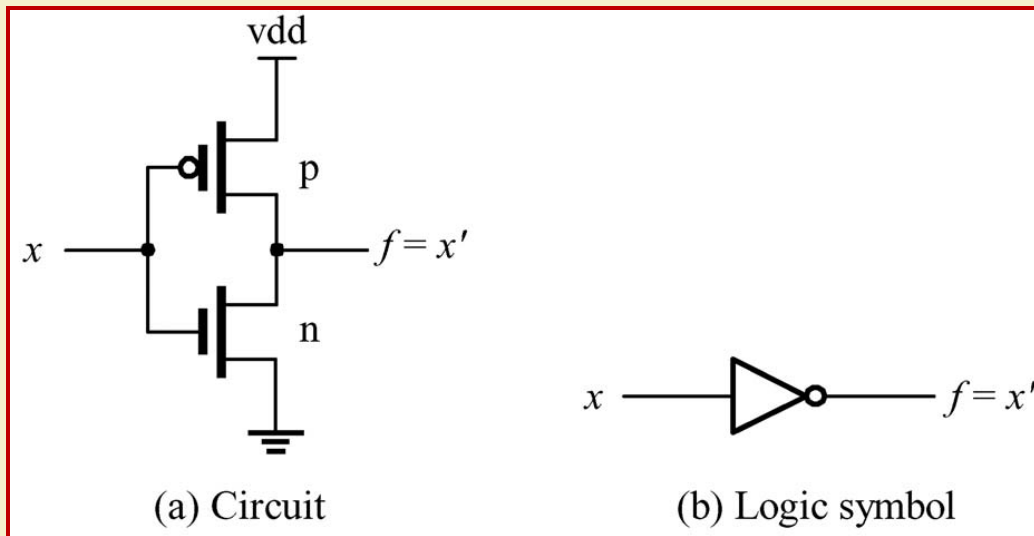 vdd
p
x
f = x′
n
x
f = x′
(a) Circuit
(b) Logic symbol